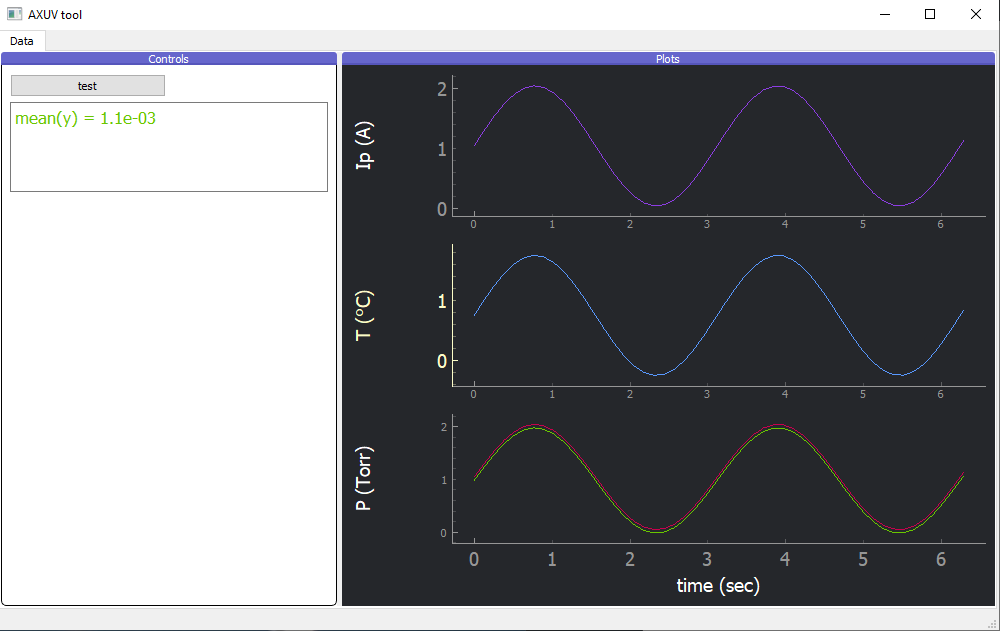 AXUV tool
Data
Controls
Plots
test
mean(y) = 1.1e-03
Ip (A)
2
1
0
0 1 2 3 4 5 6
T (°C)
1
0
0 1 2 3 4 5 6
P (Torr)
2
1
0
0 1 2 3 4 5 6
time (sec)